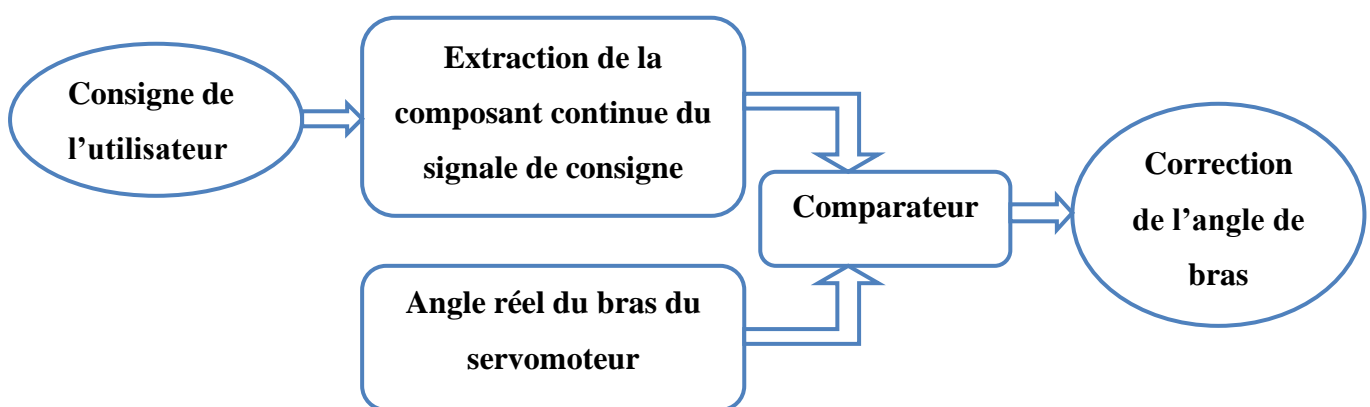 Consigne de
l’utilisateur
Extraction de la
composant continue du
signale de consigne
Angle réel du bras du
servomoteur
Comparateur
Correction
de l’angle de
bras